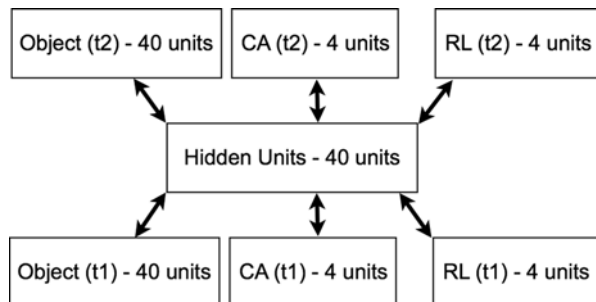 Object (t2) - 40 units
CA (t2) - 4 units
RL (t2) - 4 units
Hidden Units - 40 units
Object (t1) - 40 units
CA (t1) - 4 units
RL (t1) - 4 units